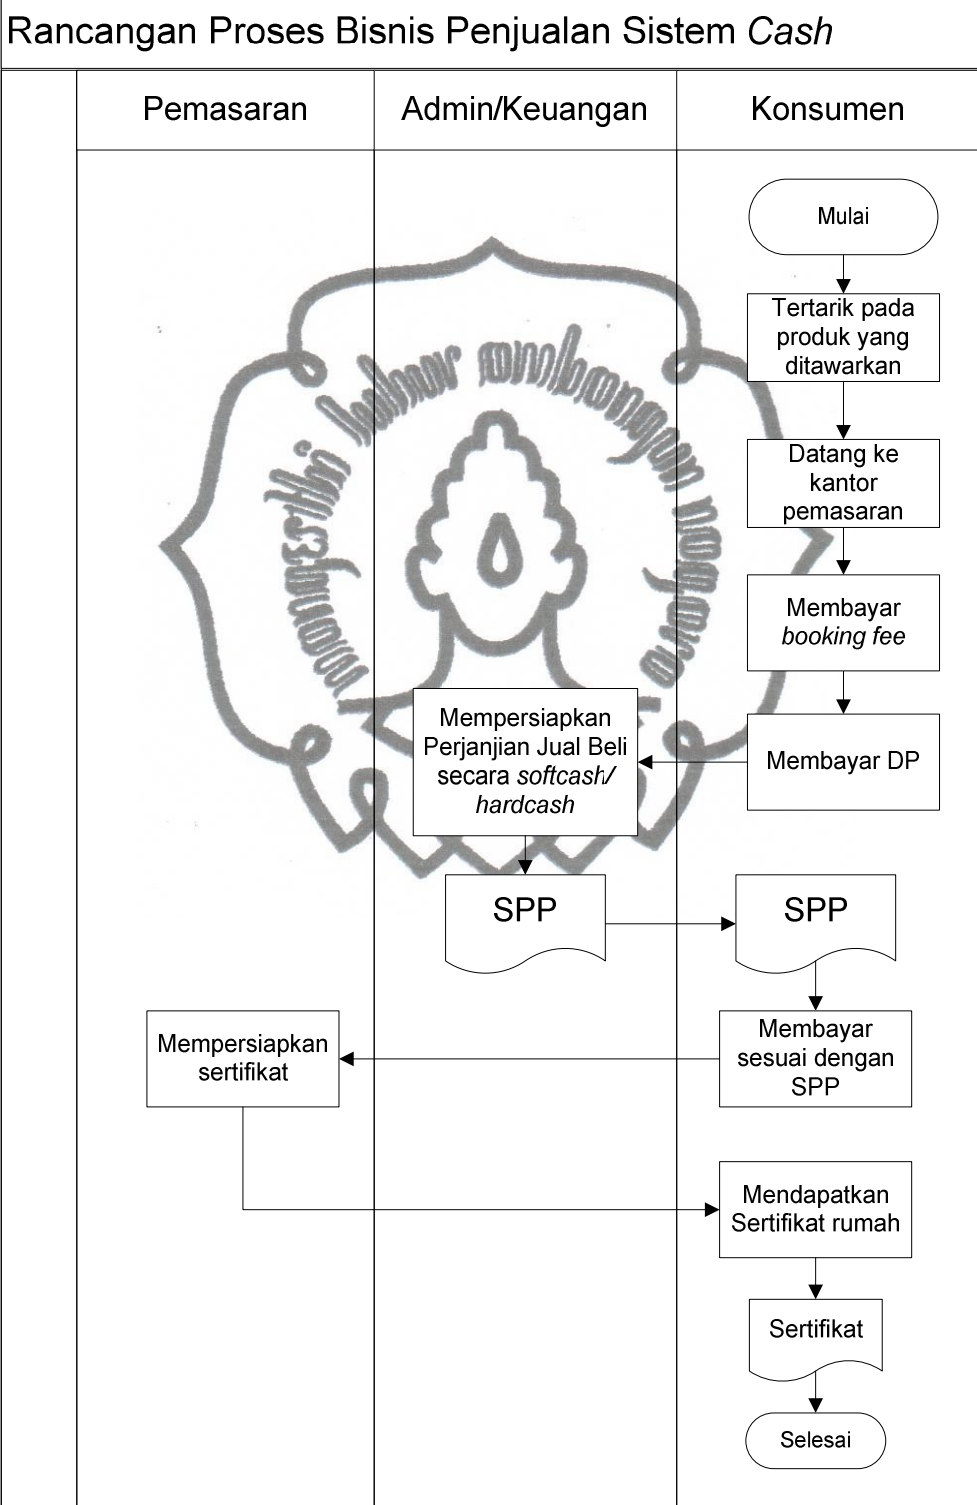 Rancangan Proses Bisnis Penjualan Sistem Cash
Pemasaran
Admin/Keuangan
Konsumen
Mulai
Tertarik pada
produk yang
ditawarkan
Datang ke
kantor
pemasaran
Membayar
booking fee
Membayar DP
Mempersiapkan
Perjanjian Jual Beli
secara softcash/
hardcash
SPP
SPP
Membayar
sesuai dengan
SPP
Mempersiapkan
sertifikat
Mendapatkan
Sertifikat rumah
Sertifikat
Selesai